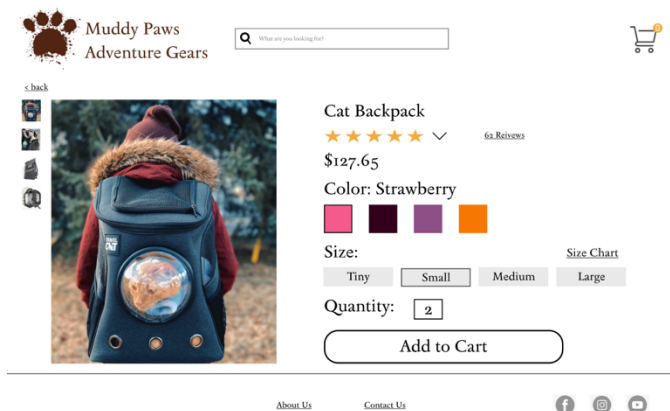 Muddy Paws
Adventure Gears
What are you looking for?
0
< back
Cat Backpack
62 Reivews
$127.65
Color: Strawberry
Size:
Size Chart
Tiny
Small
Medium
Large
Quantity:
2
Add to Cart
CAT
About Us
Contact Us